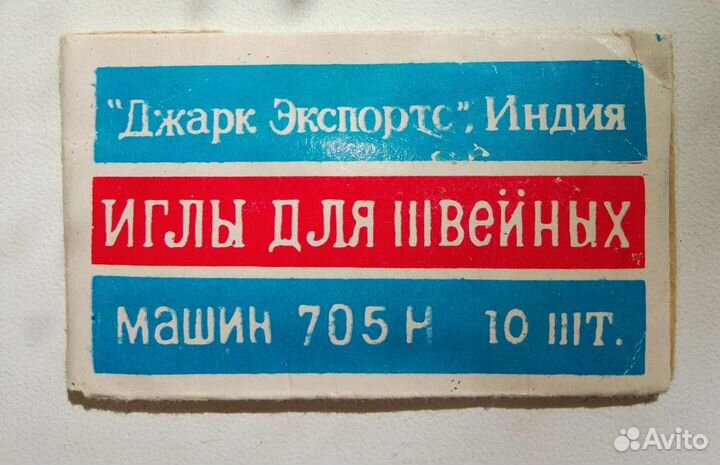 "Джарк Экспортс", Индия
ИГЛЫ ДЛЯ ШВЕЙНЫХ
МАШИН 705 Н 10 ШТ.
Avito